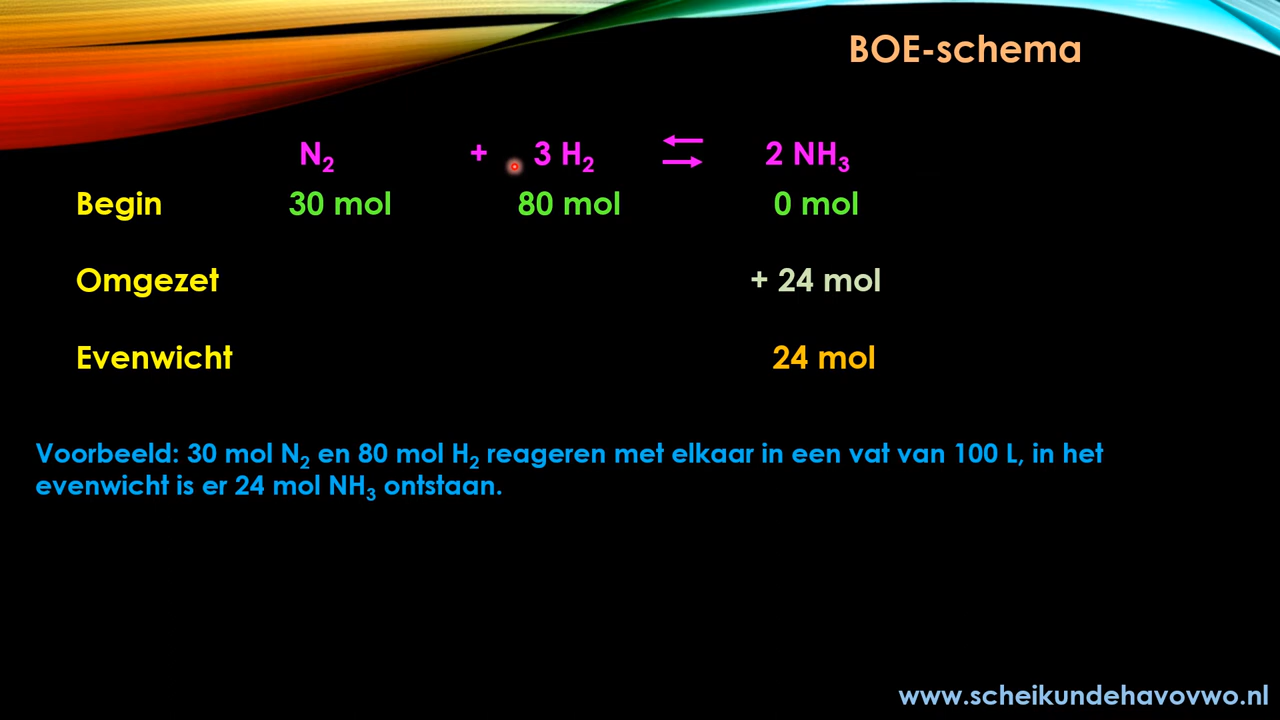 BOE-schema
N₂ + 3 H₂ ⇄ 2 NH₃
Begin 30 mol 80 mol 0 mol
Omgezet + 24 mol
Evenwicht 24 mol
Voorbeeld: 30 mol N₂ en 80 mol H₂ reageren met elkaar in een vat van 100 L, in het
evenwicht is er 24 mol NH₃ ontstaan.
www.scheikundehavovwo.nl